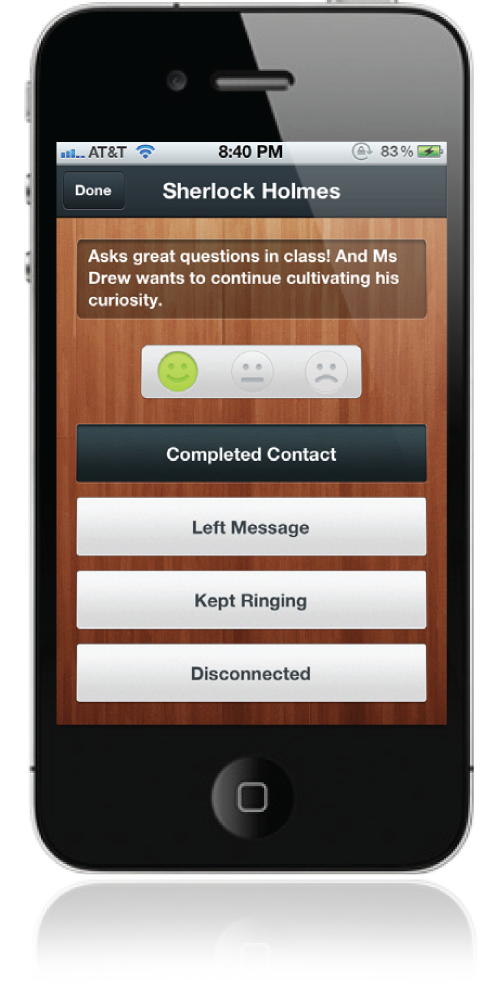 AT&T 8:40 PM 83%
Done Sherlock Holmes
Asks great questions in class! And Ms
Drew wants to continue cultivating his
curiosity.
Completed Contact
Left Message
Kept Ringing
Disconnected